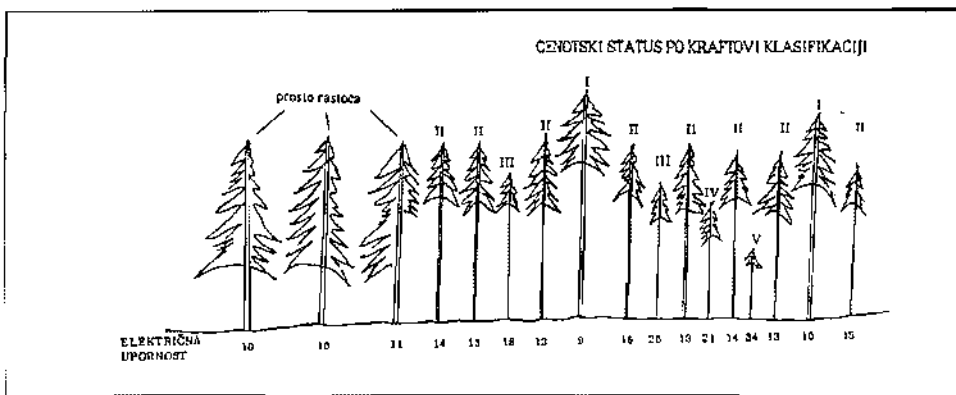 CENOTSKI STATUS PO KRAFTOVI KLASIFIKACIJI
prosto rastoča
I
I
II
II
II
II
II
II
II
II
III
III
IV
V
ELEKTRIČNA UPORNOST
10 10 11 14 13 18 12 9 16 20 13 21 14 34 13 10 15